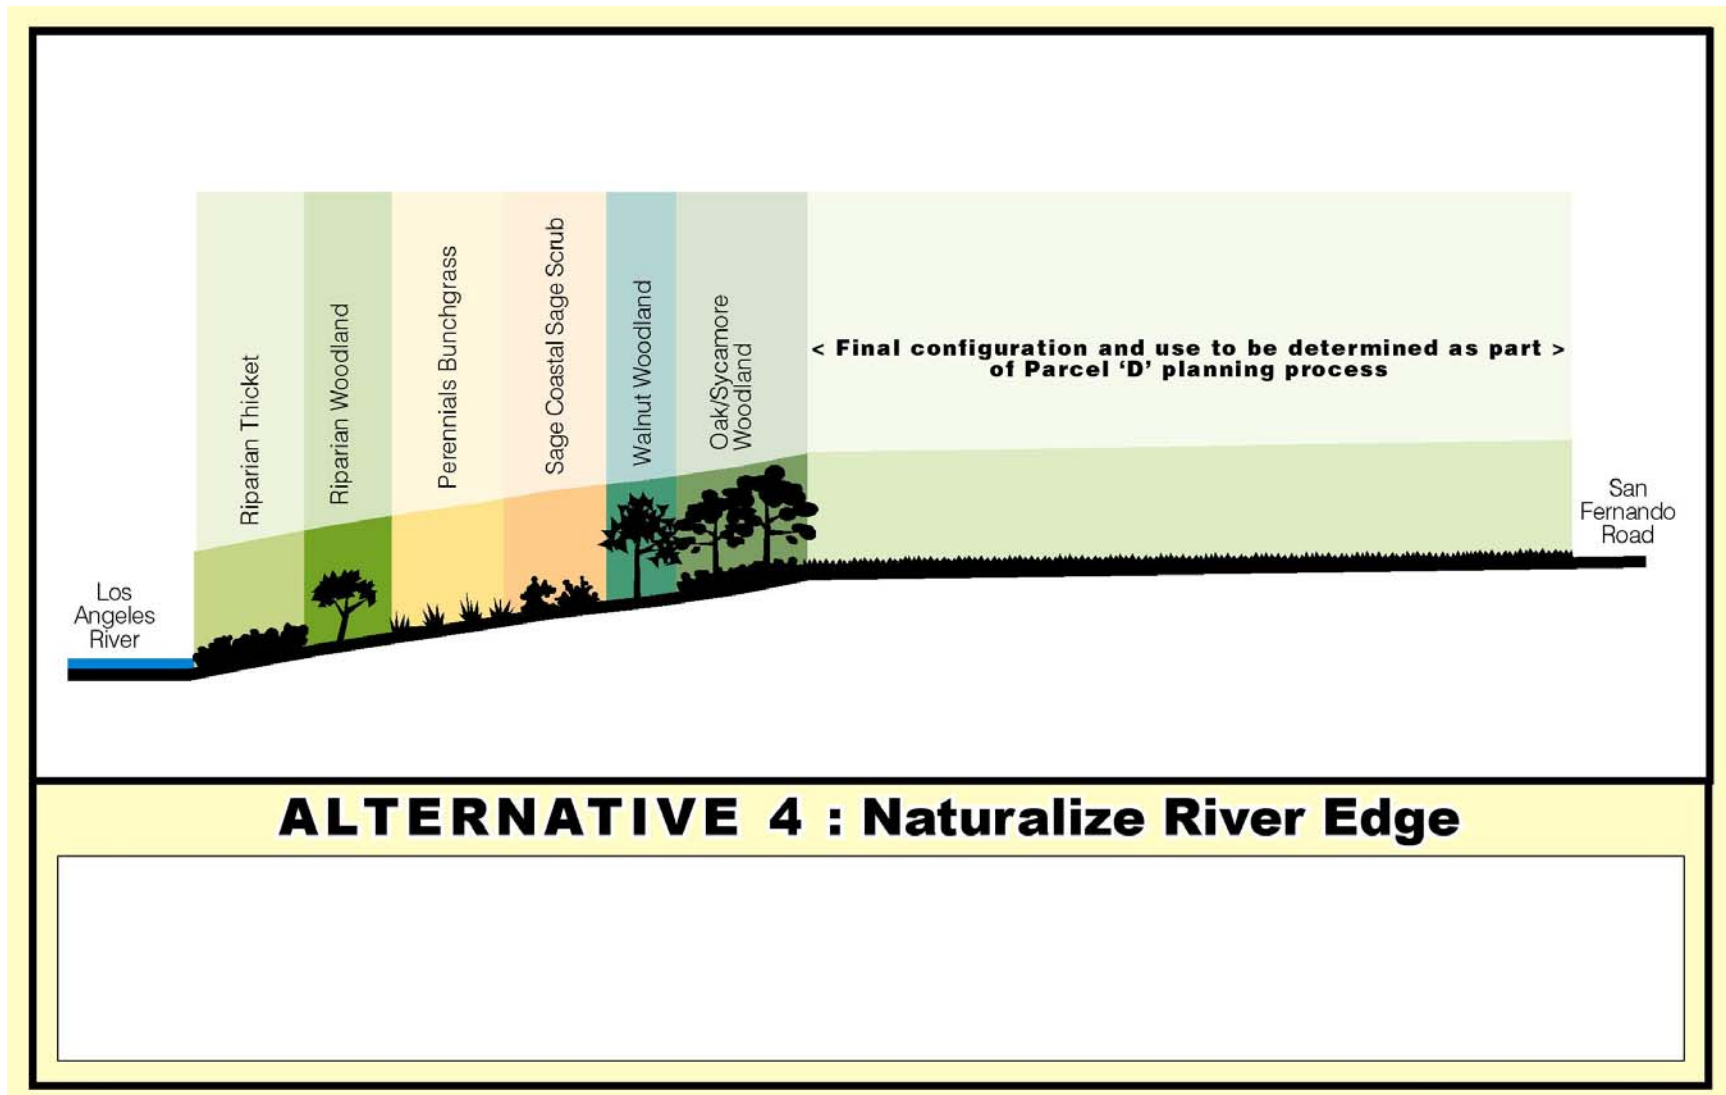 Riparian Thicket
Riparian Woodland
Perennials Bunchgrass
Sage Coastal Sage Scrub
Walnut Woodland
Oak/Sycamore
Woodland
< Final configuration and use to be determined as part >
of Parcel ‘D’ planning process
San
Fernando
Road
Los
Angeles
River
ALTERNATIVE 4 : Naturalize River Edge